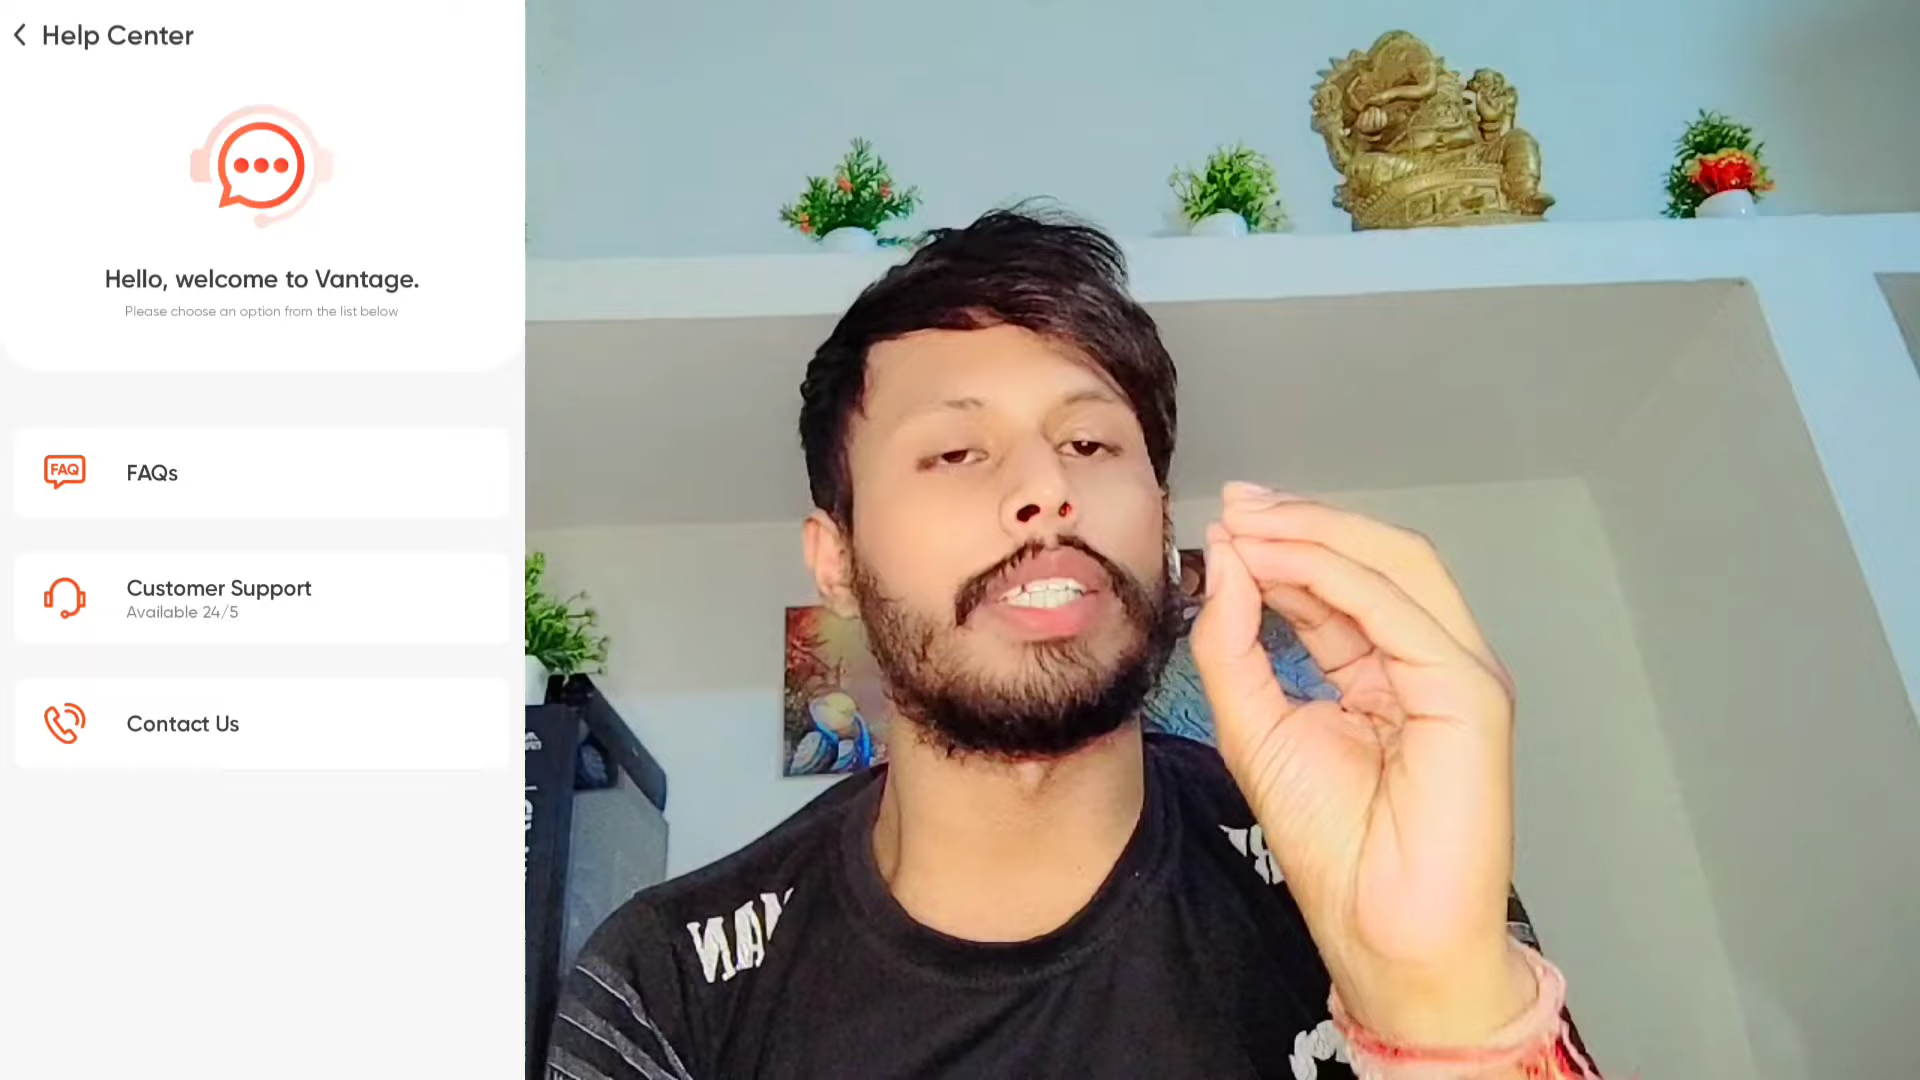 Help Center
Hello, welcome to Vantage.
Please choose an option from the list below
FAQ
FAQs
Customer Support
Available 24/5
Contact Us